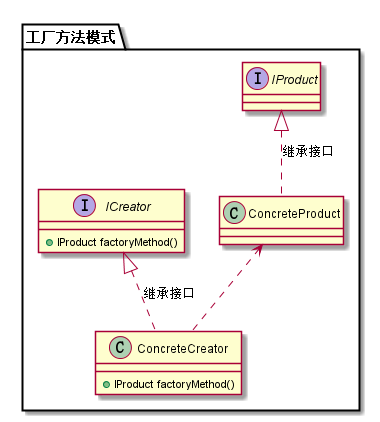 工厂方法模式
I IProduct
继承接口
C ConcreteProduct
I ICreator
IProduct factoryMethod()
继承接口
C ConcreteCreator
IProduct factoryMethod()